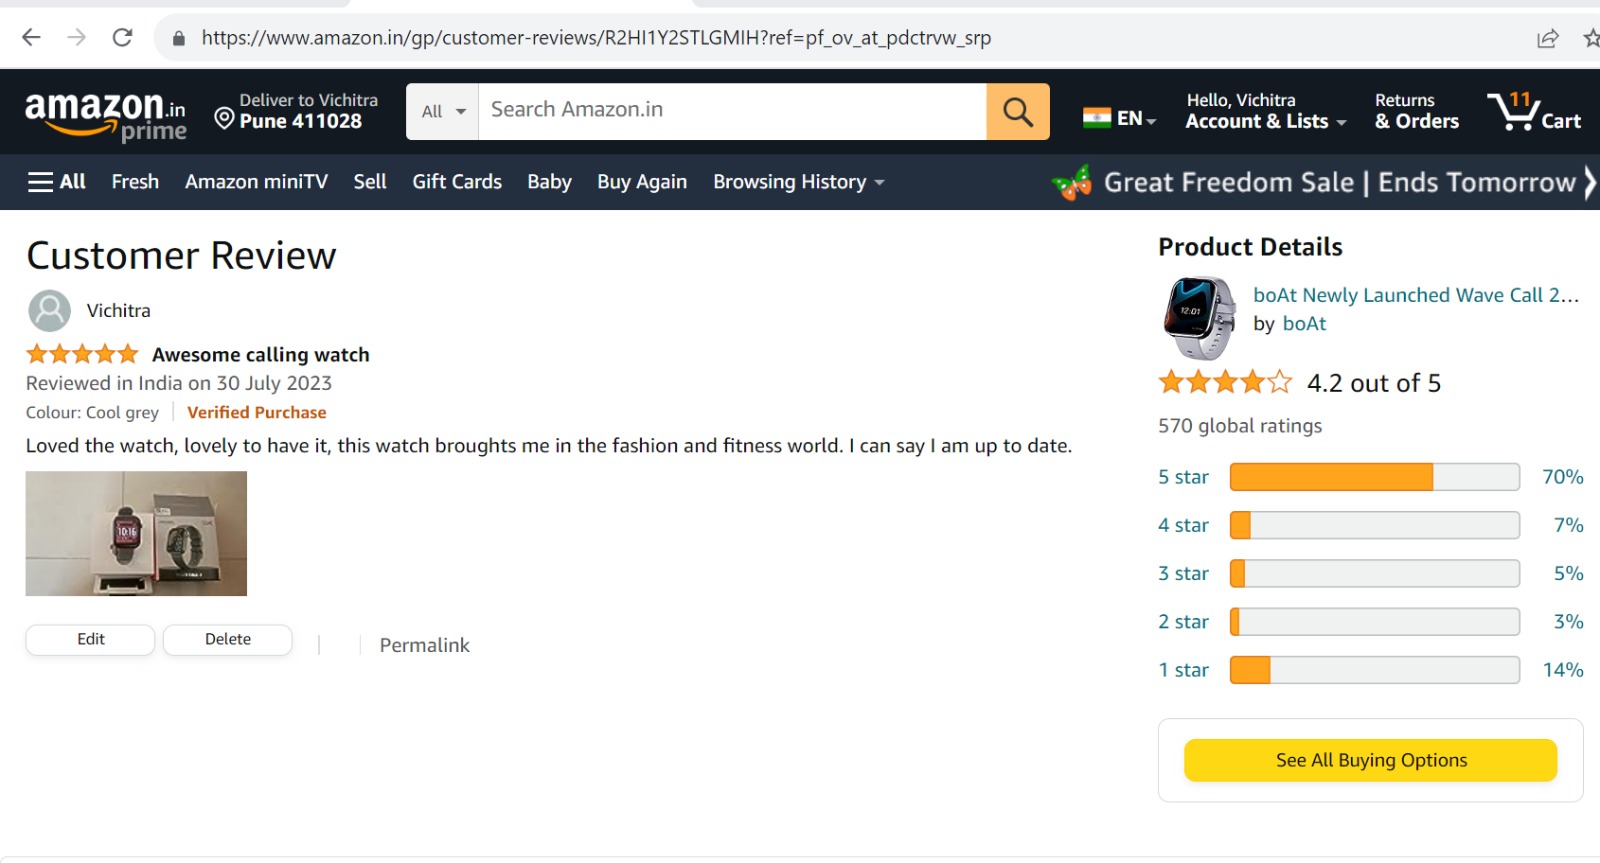 https://www.amazon.in/gp/customer-reviews/R2HI1Y2STLGMIH?ref=pf_ov_at_pdctrvw_srp
amazon.in
prime
Deliver to Vichitra
Pune 411028
All
Search Amazon.in
EN
Hello, Vichitra
Account & Lists
Returns
& Orders
11
Cart
All
Fresh
Amazon miniTV
Sell
Gift Cards
Baby
Buy Again
Browsing History
Great Freedom Sale | Ends Tomorrow
Customer Review
Vichitra
Awesome calling watch
Reviewed in India on 30 July 2023
Colour: Cool grey
Verified Purchase
Loved the watch, lovely to have it, this watch broughts me in the fashion and fitness world. I can say I am up to date.
10:16
Edit
Delete
Permalink
Product Details
12:01
boAt Newly Launched Wave Call 2...
by boAt
4.2 out of 5
570 global ratings
5 star 70%
4 star 7%
3 star 5%
2 star 3%
1 star 14%
See All Buying Options